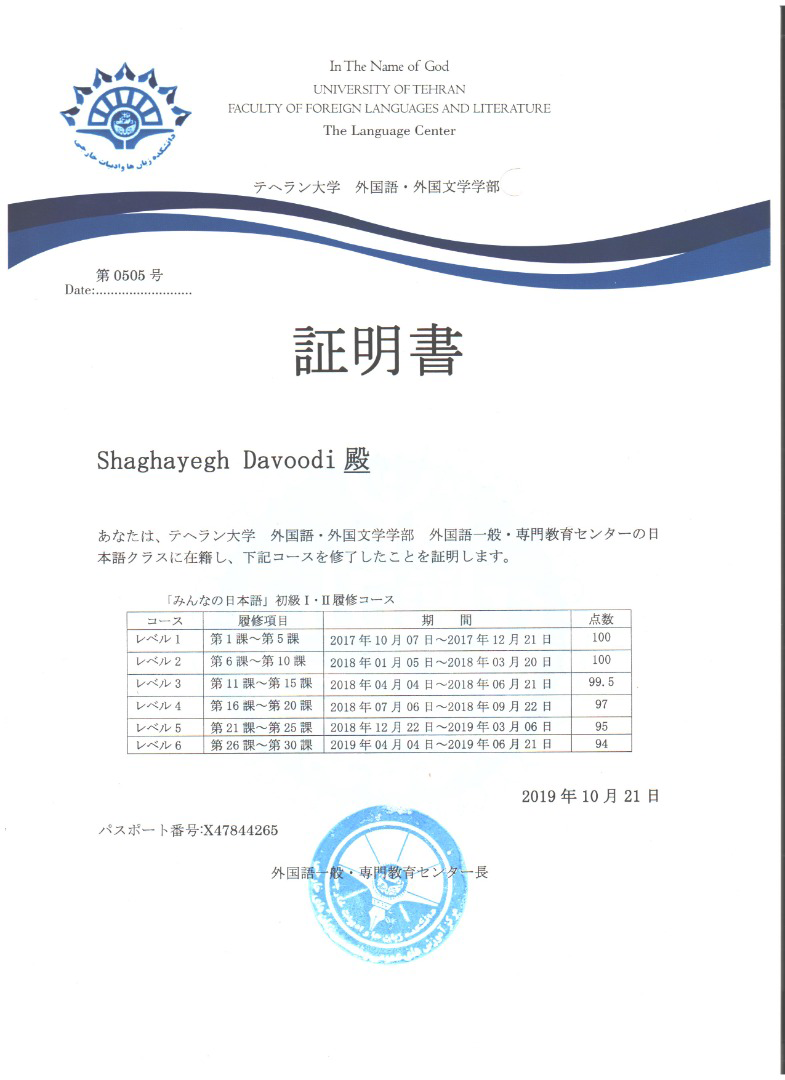 In The Name of God
UNIVERSITY OF TEHRAN
FACULTY OF FOREIGN LANGUAGES AND LITERATURE
The Language Center
دانشکده زبان ها و ادبیات خارجی
テヘラン大学　外国語・外国文学学部
第 0505 号
Date:..........................
証明書
Shaghayegh Davoodi 殿
あなたは、テヘラン大学　外国語・外国文学学部　外国語一般・専門教育センターの日
本語クラスに在籍し、下記コースを修了したことを証明します。
「みんなの日本語」初級 I・II履修コース
コース 履修項目 期　間 点数
レベル 1 第 1 課～第 5 課 2017 年 10 月 07 日～2017 年 12 月 21 日 100
レベル 2 第 6 課～第 10 課 2018 年 01 月 05 日～2018 年 03 月 20 日 100
レベル 3 第 11 課～第 15 課 2018 年 04 月 04 日～2018 年 06 月 21 日 99.5
レベル 4 第 16 課～第 20 課 2018 年 07 月 06 日～2018 年 09 月 22 日 97
レベル 5 第 21 課～第 25 課 2018 年 12 月 22 日～2019 年 03 月 06 日 95
レベル 6 第 26 課～第 30 課 2019 年 04 月 04 日～2019 年 06 月 21 日 94
2019 年 10 月 21 日
パスポート番号:X47844265
外国語一般・専門教育センター長